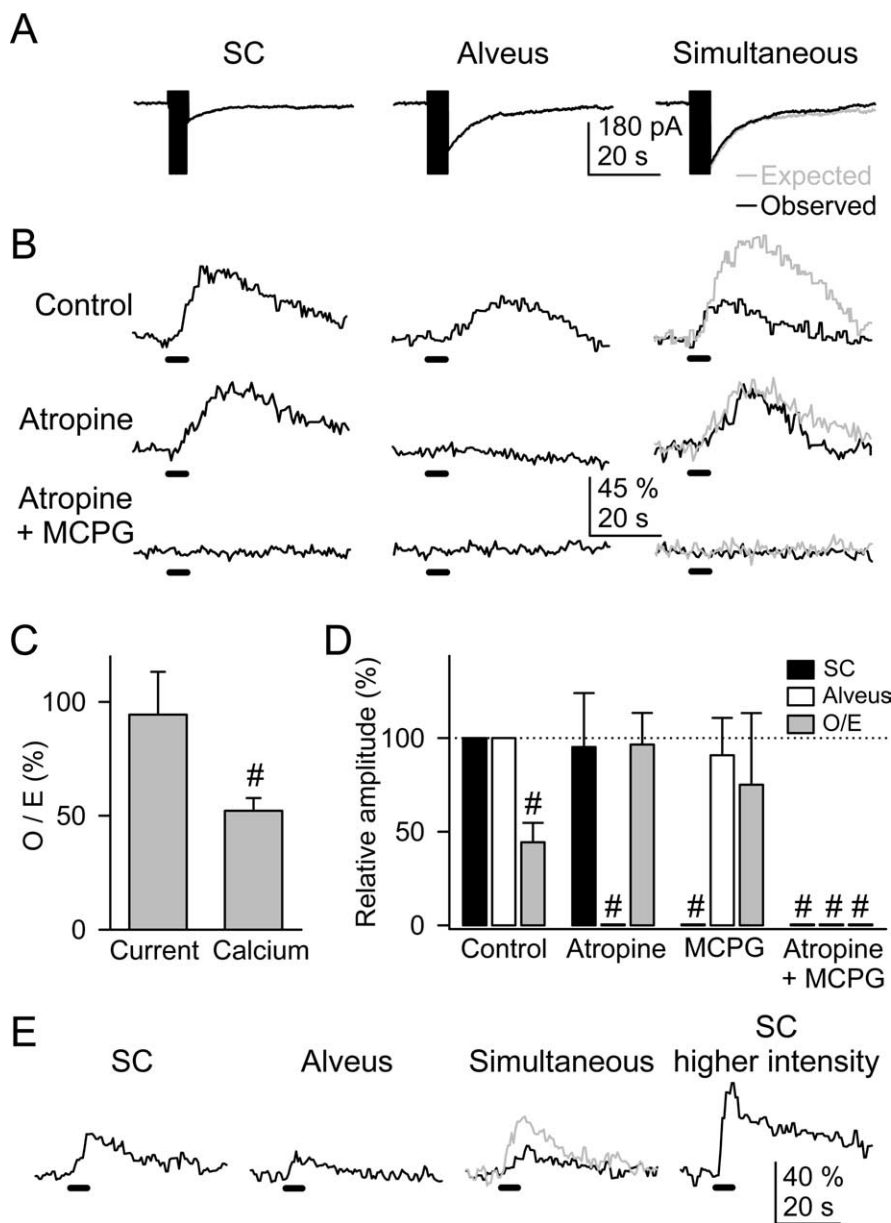 A
SC
Alveus
Simultaneous
180 pA
20 s
Expected
Observed
B
Control
Atropine
45 %
20 s
Atropine
+ MCPG
C
O / E (%)
100
50
0
Current
Calcium
#
D
Relative amplitude (%)
100
50
0
SC
Alveus
O/E
#
#
#
# # #
Control
Atropine
MCPG
Atropine
+ MCPG
E
SC
Alveus
Simultaneous
SC
higher intensity
40 %
20 s